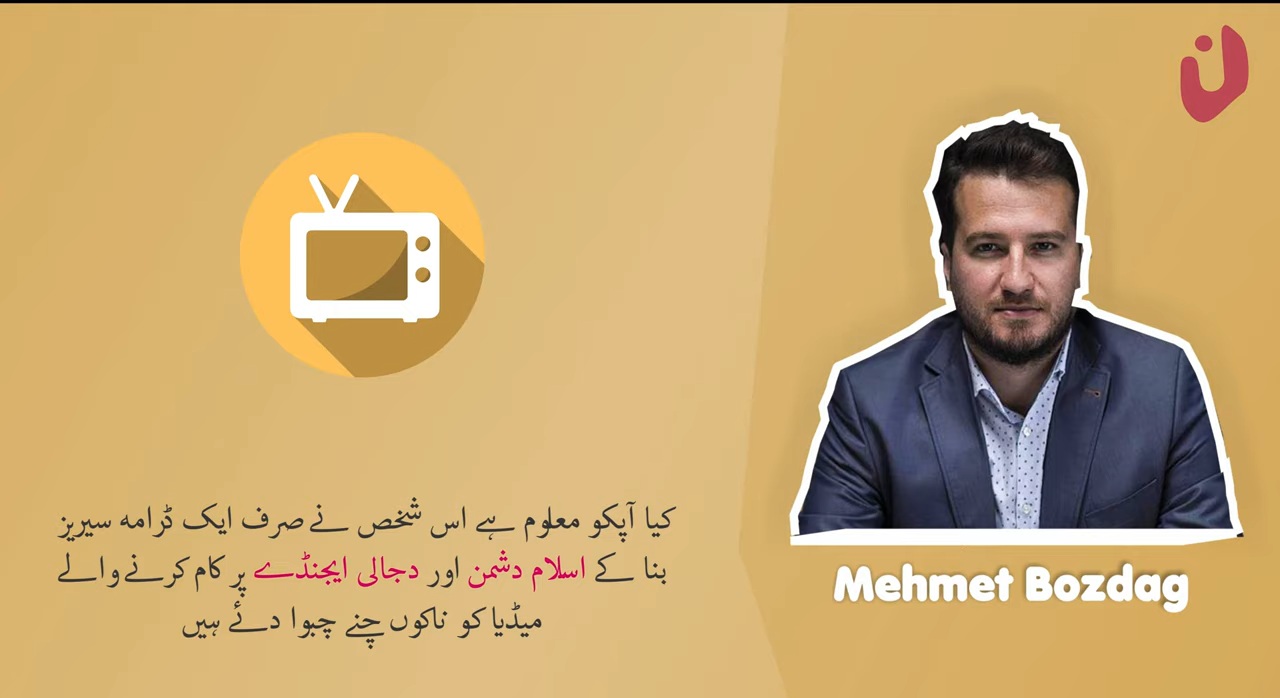 کیا آپکو معلوم ہے اس شخص نے صرف ایک ڈرامه سیریز
بنا کے اسلام دشمن اور دجالی ایجنڈے پر کام کرنے والے
میڈیا کو ناکوں چنے چبوا دئے ہیں
Mehmet Bozdag